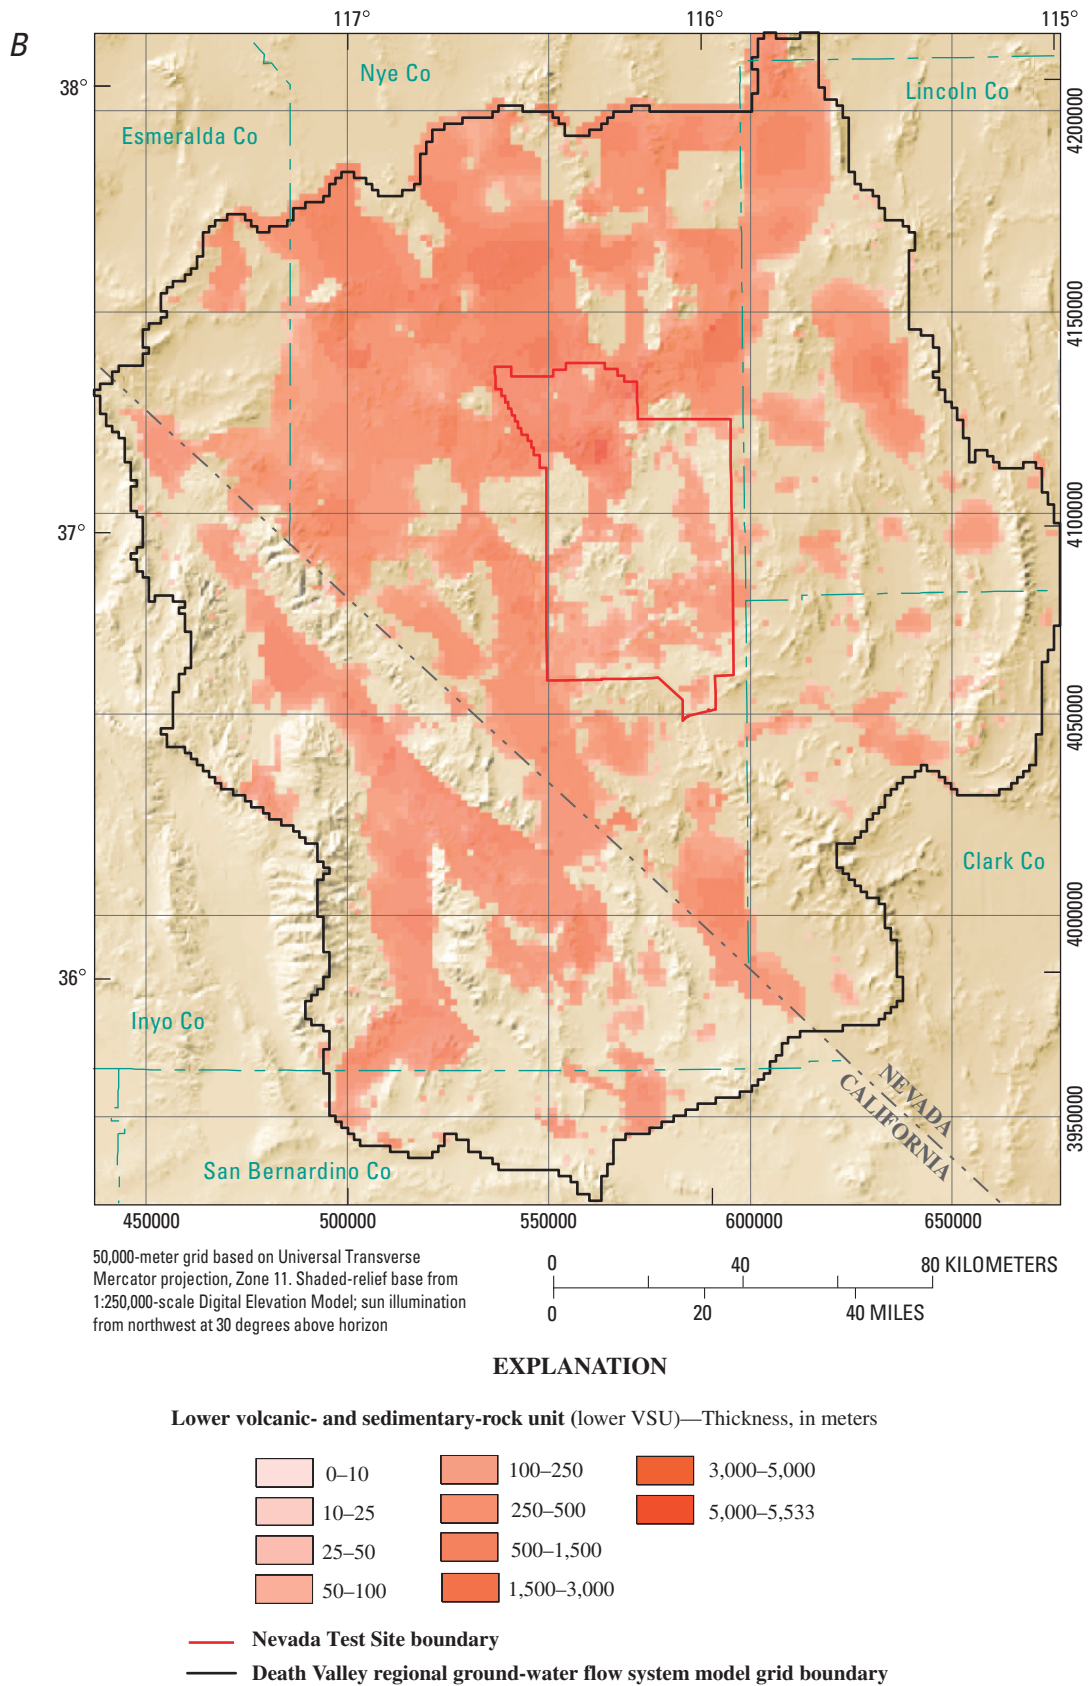 B
117°
116°
115°
38°
37°
36°
Nye Co
Esmeralda Co
Lincoln Co
Clark Co
Inyo Co
San Bernardino Co
NEVADA
CALIFORNIA
4200000
4150000
4100000
4050000
4000000
3950000
450000
500000
550000
600000
650000
50,000-meter grid based on Universal Transverse
Mercator projection, Zone 11. Shaded-relief base from
1:250,000-scale Digital Elevation Model; sun illumination
from northwest at 30 degrees above horizon
0 40 80 KILOMETERS
0 20 40 MILES
EXPLANATION
Lower volcanic- and sedimentary-rock unit (lower VSU)—Thickness, in meters
0–10
10–25
25–50
50–100
100–250
250–500
500–1,500
1,500–3,000
3,000–5,000
5,000–5,533
Nevada Test Site boundary
Death Valley regional ground-water flow system model grid boundary